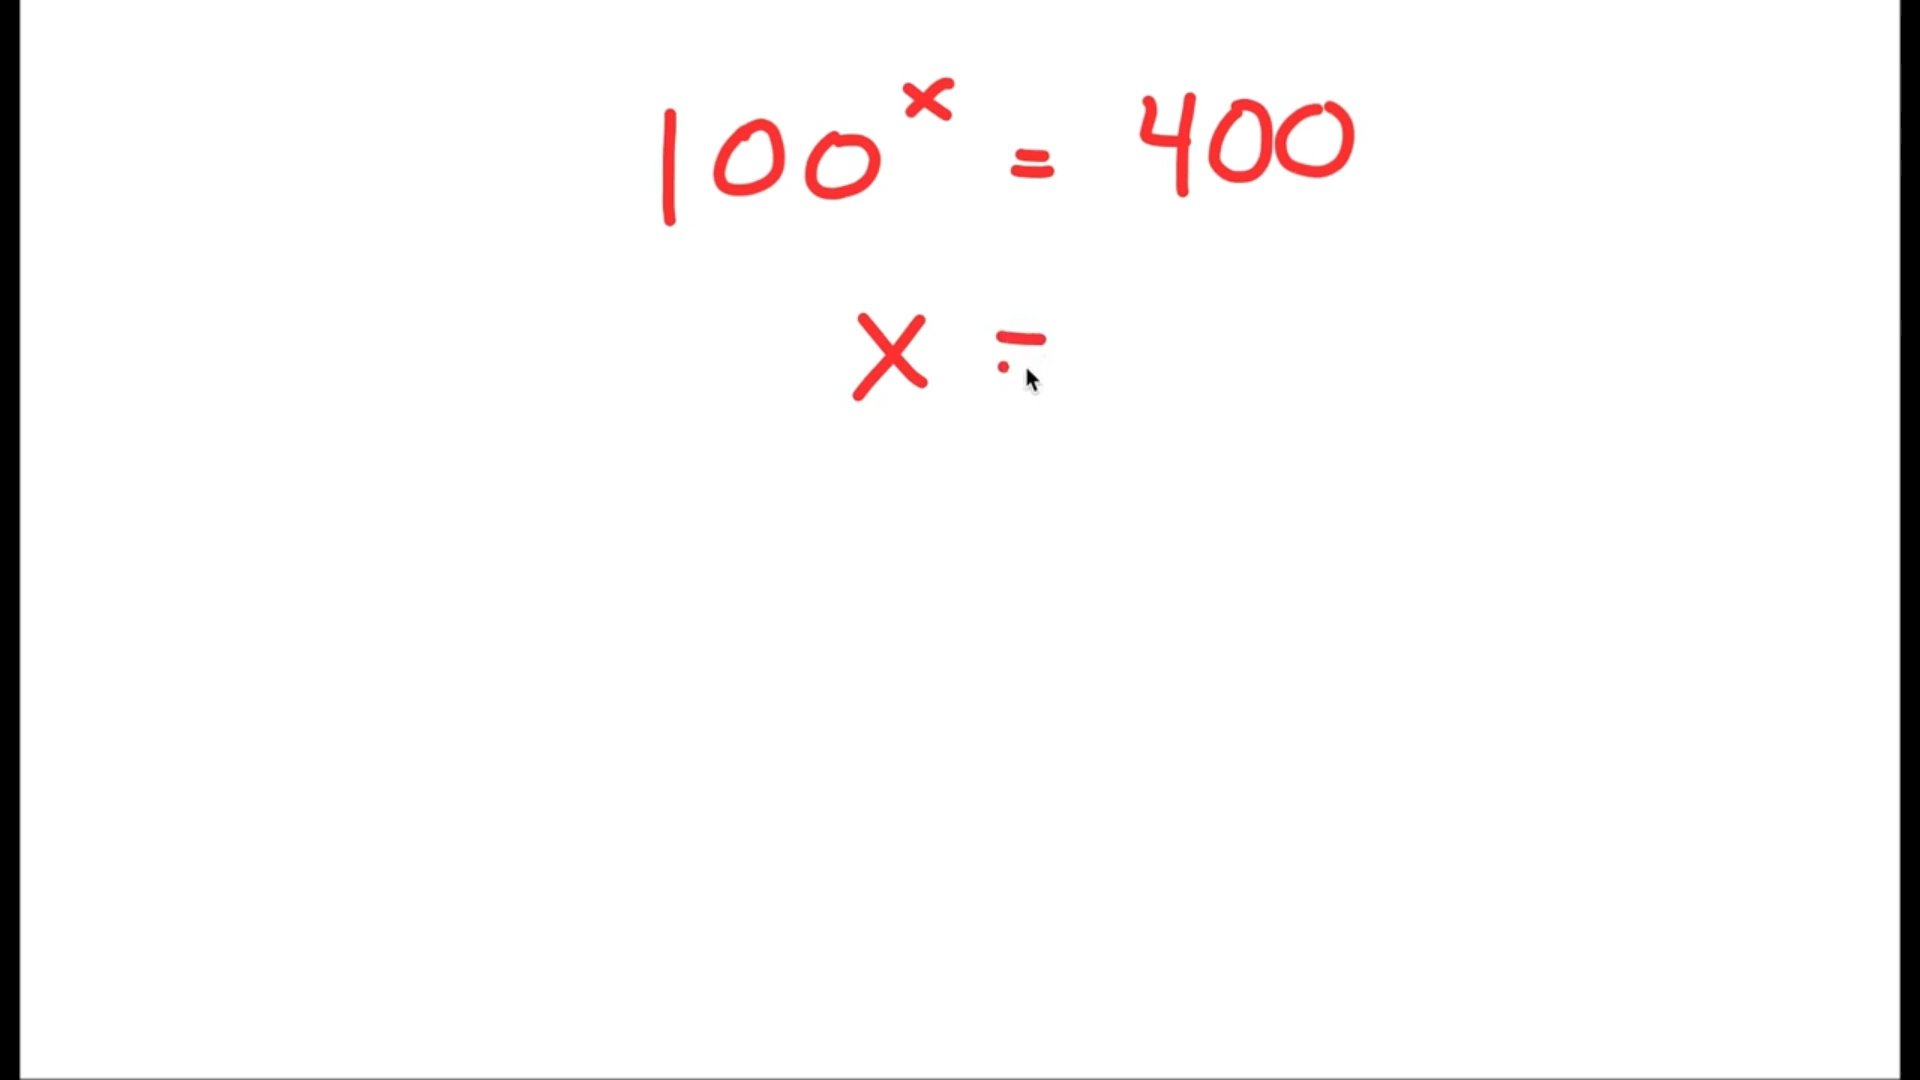 100^x = 400
x =